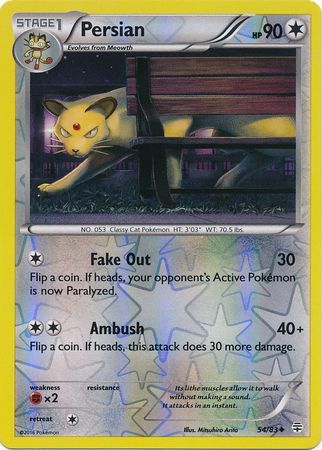 STAGE1
Persian
HP 90
Evolves from Meowth
NO. 053 Classy Cat Pokémon HT: 3'03" WT: 70.5 lbs.
Fake Out 30
Flip a coin. If heads, your opponent's Active Pokémon
is now Paralyzed.
Ambush 40+
Flip a coin. If heads, this attack does 30 more damage.
weakness resistance
×2
retreat
Its lithe muscles allow it to walk
without making a sound.
It attacks in an instant.
©2016 Pokémon
Illus. Mitsuhiro Arita
54/83